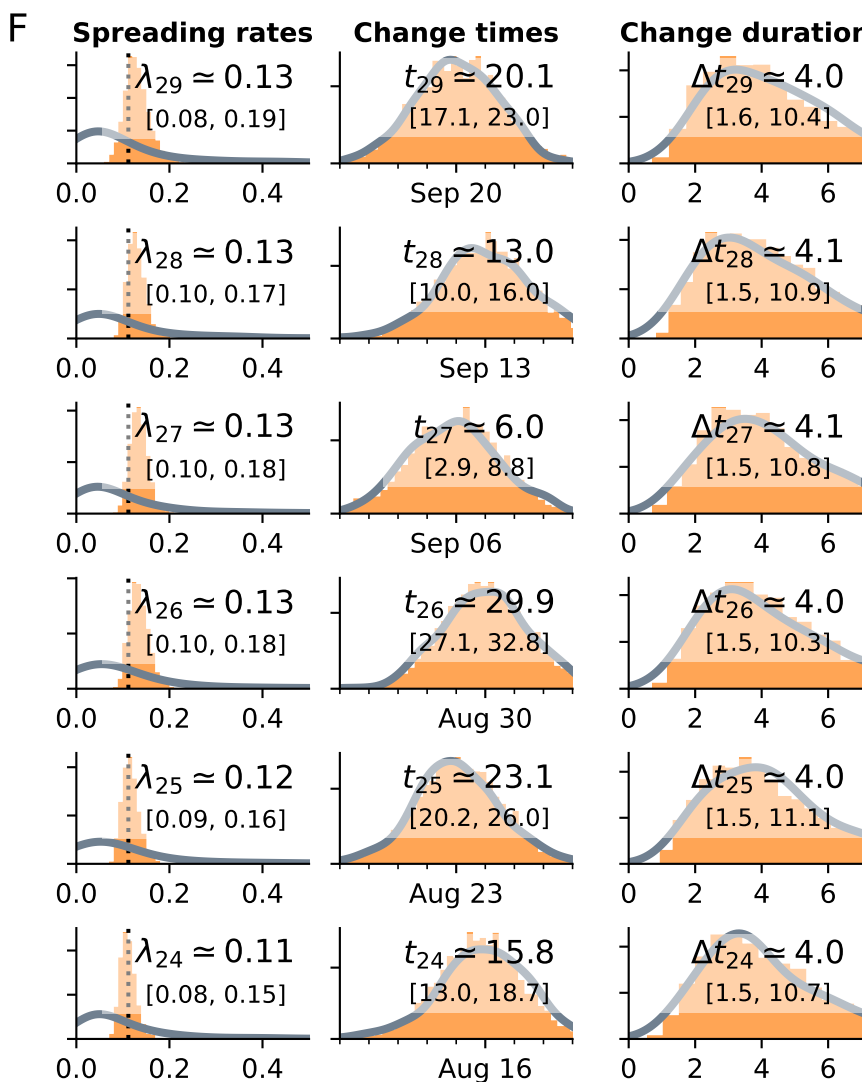 F
Spreading rates Change times Change duration
λ29 ≃ 0.13 t29 ≃ 20.1 Δt29 ≃ 4.0
[0.08, 0.19] [17.1, 23.0] [1.6, 10.4]
0.0 0.2 0.4 Sep 20 0 2 4 6
λ28 ≃ 0.13 t28 ≃ 13.0 Δt28 ≃ 4.1
[0.10, 0.17] [10.0, 16.0] [1.5, 10.9]
0.0 0.2 0.4 Sep 13 0 2 4 6
λ27 ≃ 0.13 t27 ≃ 6.0 Δt27 ≃ 4.1
[0.10, 0.18] [2.9, 8.8] [1.5, 10.8]
0.0 0.2 0.4 Sep 06 0 2 4 6
λ26 ≃ 0.13 t26 ≃ 29.9 Δt26 ≃ 4.0
[0.10, 0.18] [27.1, 32.8] [1.5, 10.3]
0.0 0.2 0.4 Aug 30 0 2 4 6
λ25 ≃ 0.12 t25 ≃ 23.1 Δt25 ≃ 4.0
[0.09, 0.16] [20.2, 26.0] [1.5, 11.1]
0.0 0.2 0.4 Aug 23 0 2 4 6
λ24 ≃ 0.11 t24 ≃ 15.8 Δt24 ≃ 4.0
[0.08, 0.15] [13.0, 18.7] [1.5, 10.7]
0.0 0.2 0.4 Aug 16 0 2 4 6